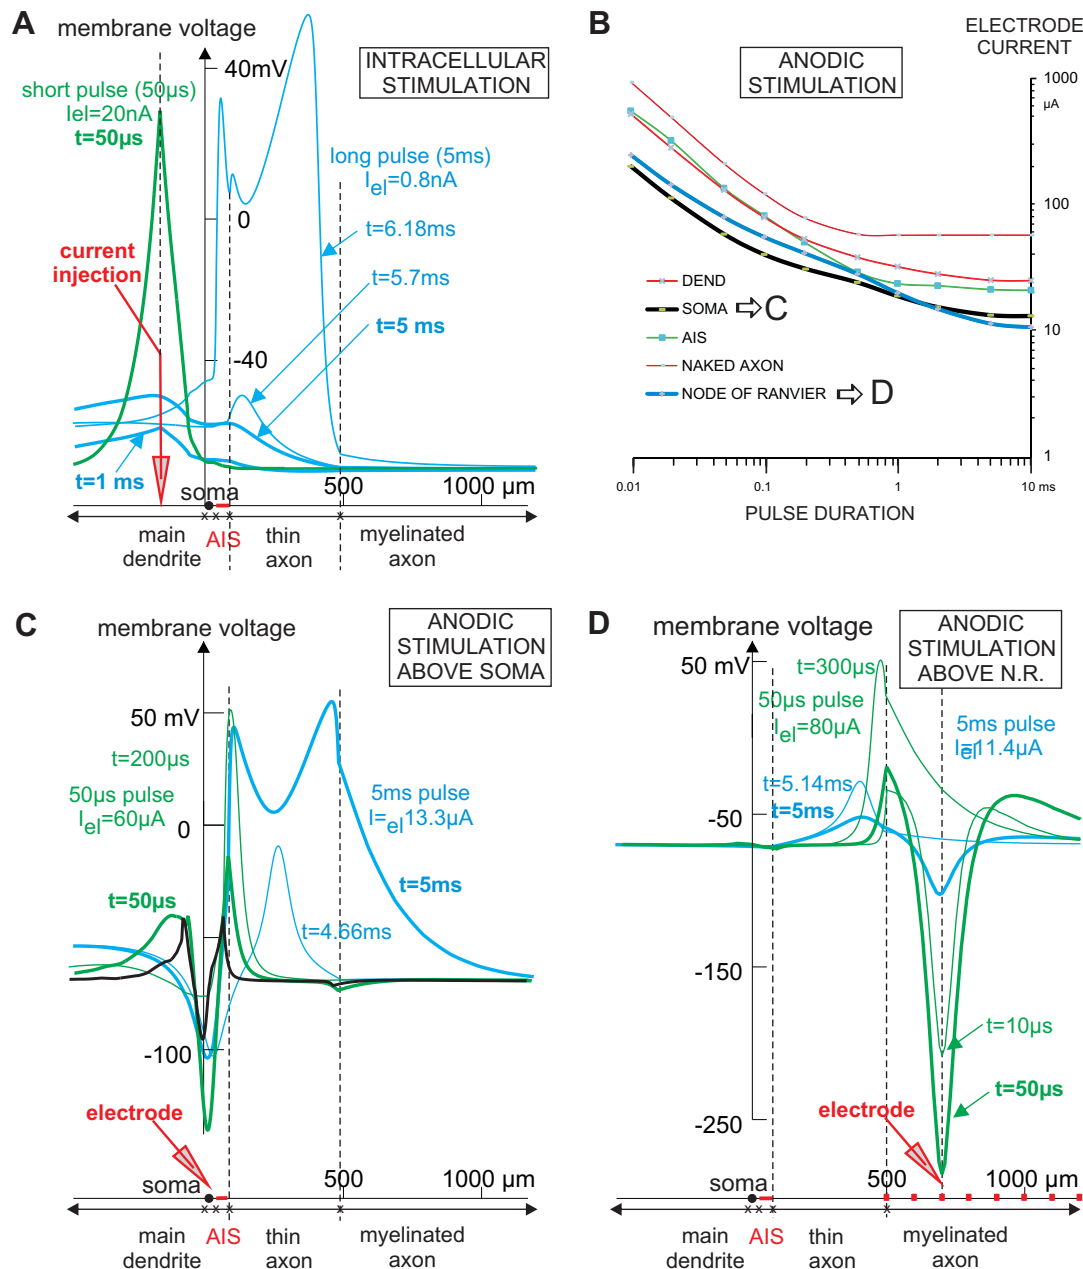 A
membrane voltage
INTRACELLULAR
STIMULATION
40mV
short pulse (50µs)
Iel=20nA
t=50µs
long pulse (5ms)
Iel=0.8nA
0
t=6.18ms
current
injection
t=5.7ms
t=5 ms
-40
t=1 ms
soma
500
1000 µm
main
dendrite
AIS
thin
axon
myelinated
axon
B
ELECTRODE
CURRENT
ANODIC
STIMULATION
1000
µA
100
DEND
SOMA ⇨ C
AIS
NAKED AXON
NODE OF RANVIER ⇨ D
10
1
0.01
0.1
1
10 ms
PULSE DURATION
C
membrane voltage
ANODIC
STIMULATION
ABOVE SOMA
50 mV
t=200µs
50µs pulse
Iel=60µA
5ms pulse
I=el13.3µA
0
t=50µs
t=5ms
t=4.66ms
-100
electrode
soma
500
1000 µm
main
dendrite
AIS
thin
axon
myelinated
axon
D
membrane voltage
ANODIC
STIMULATION
ABOVE N.R.
50 mV
t=300µs
50µs pulse
Iel=80µA
5ms pulse
Iel=11.4µA
t=5.14ms
t=5ms
-50
-150
t=10µs
t=50µs
electrode
-250
soma
500
1000 µm
main
dendrite
AIS
thin
axon
myelinated
axon